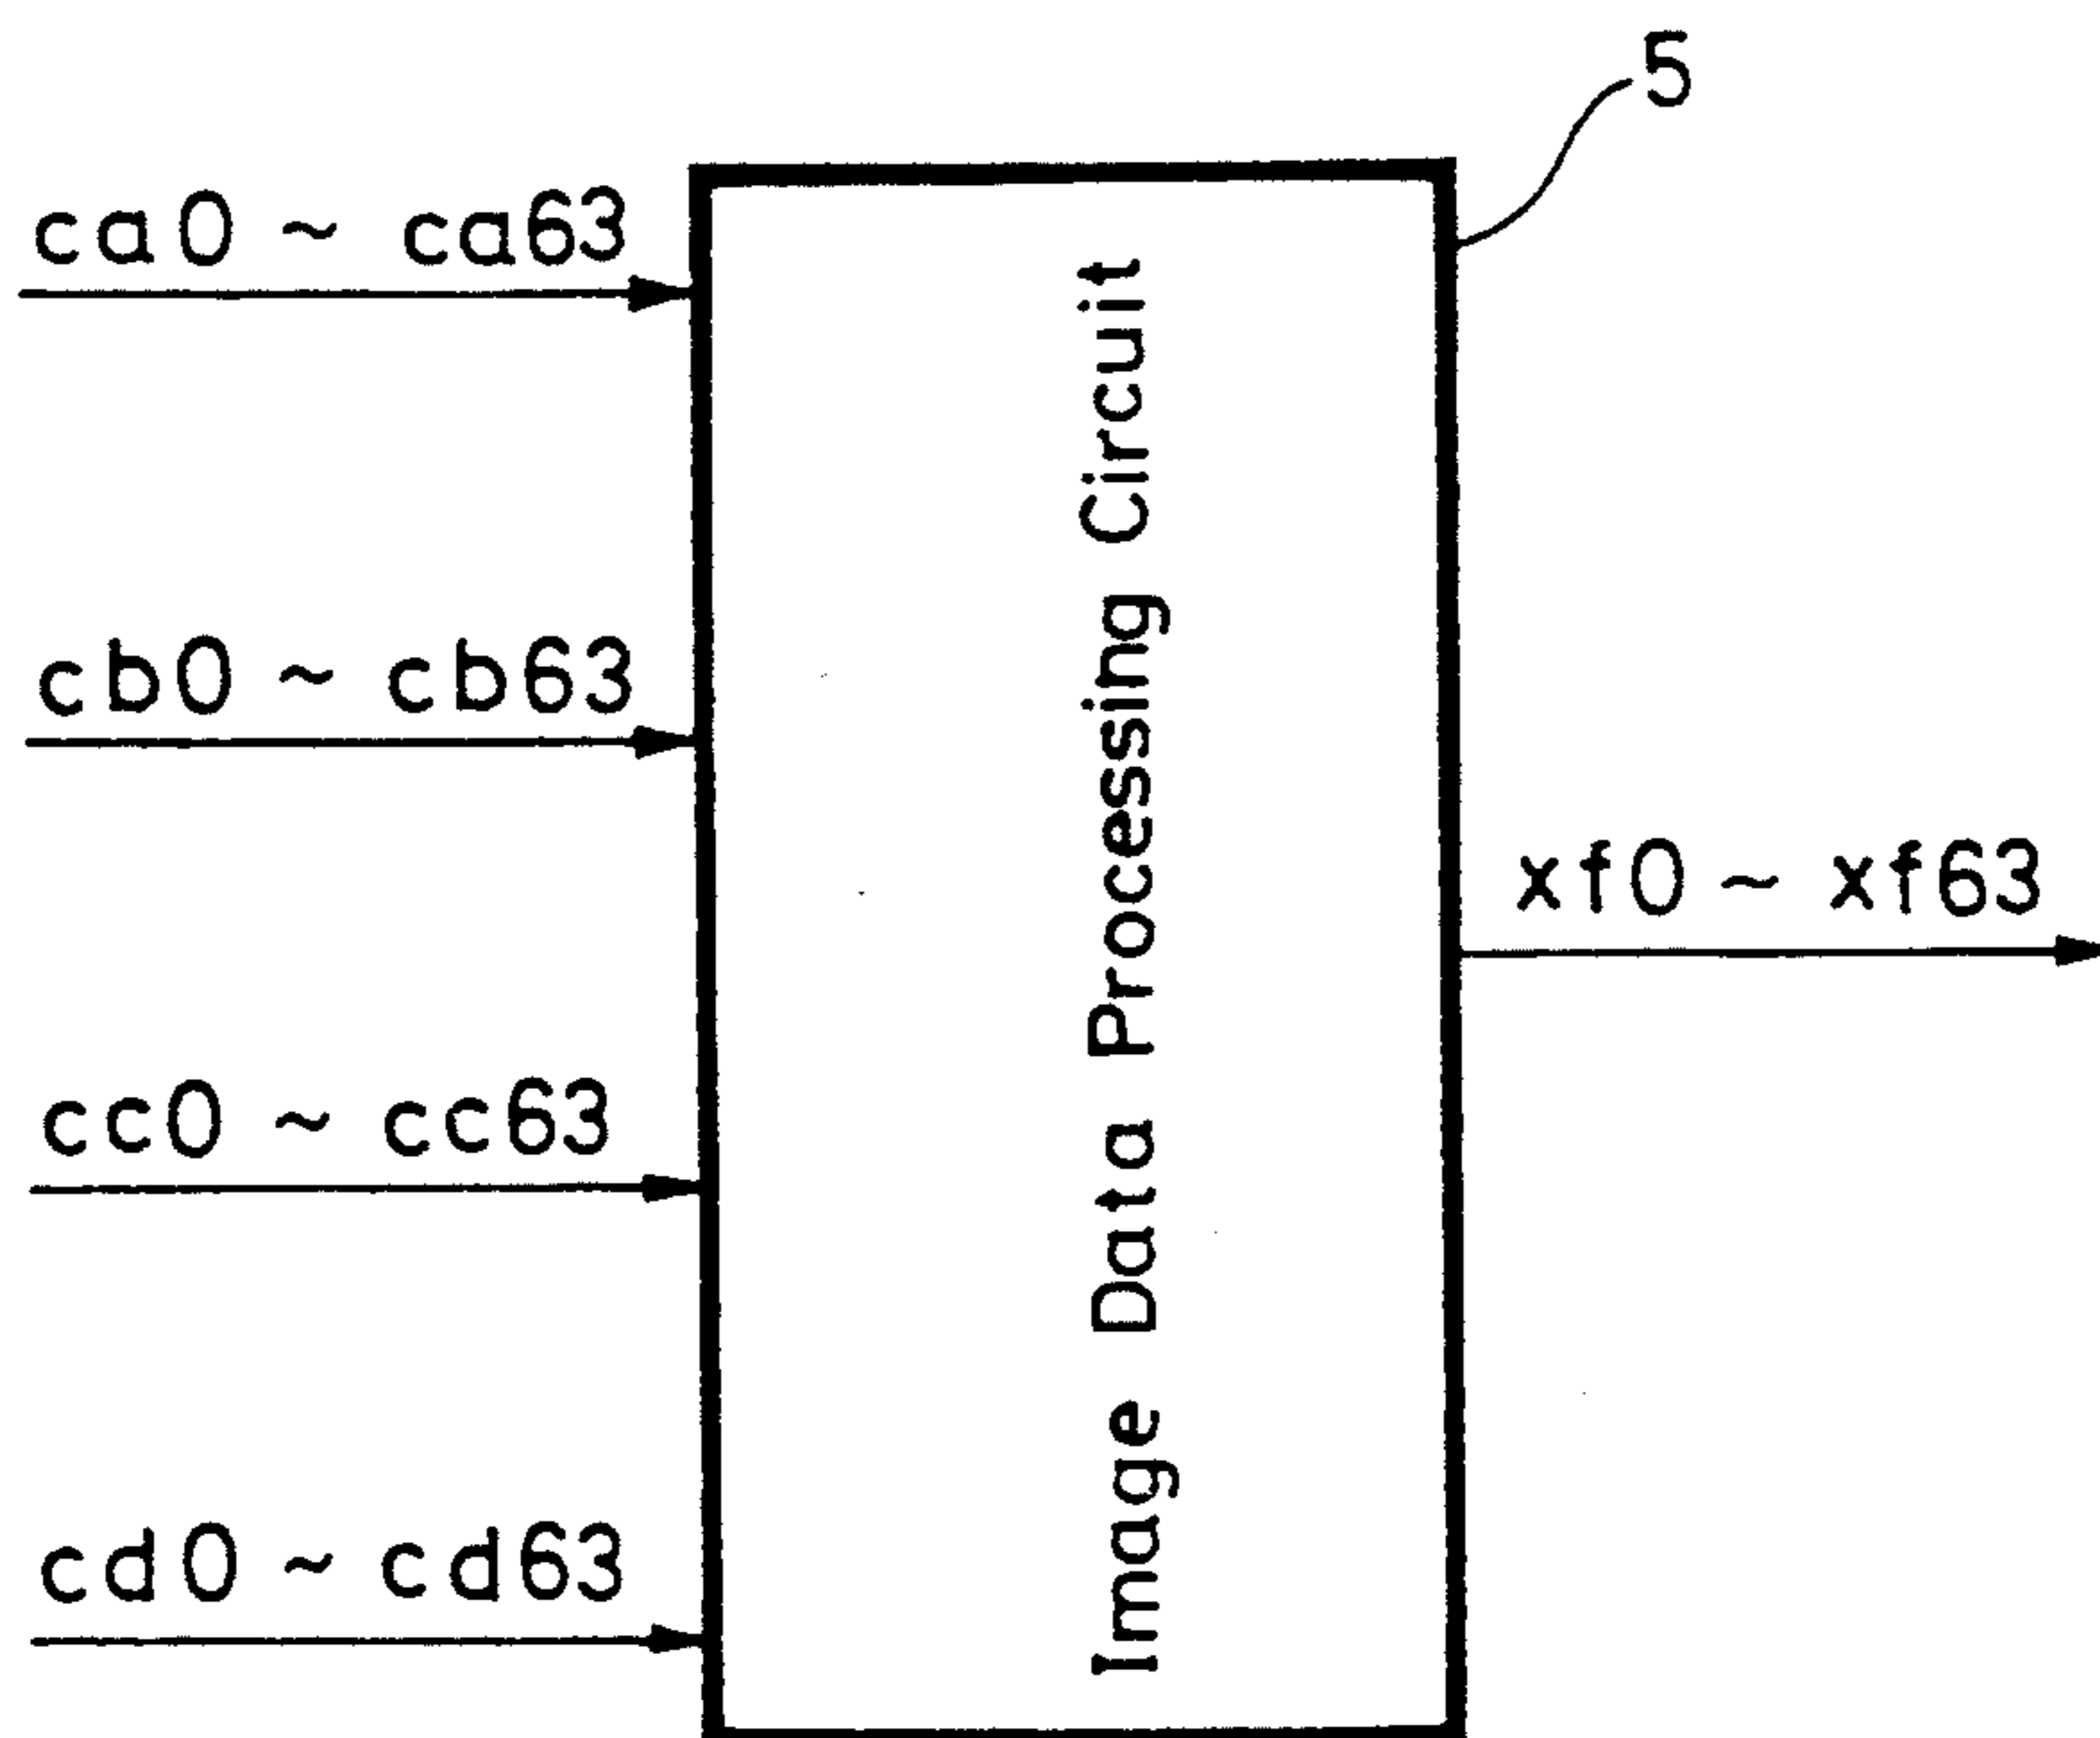 5
ca0 ~ ca63
cb0 ~ cb63
cc0 ~ cc63
cd0 ~ cd63
Image Data Processing Circuit
xf0 ~ xf63